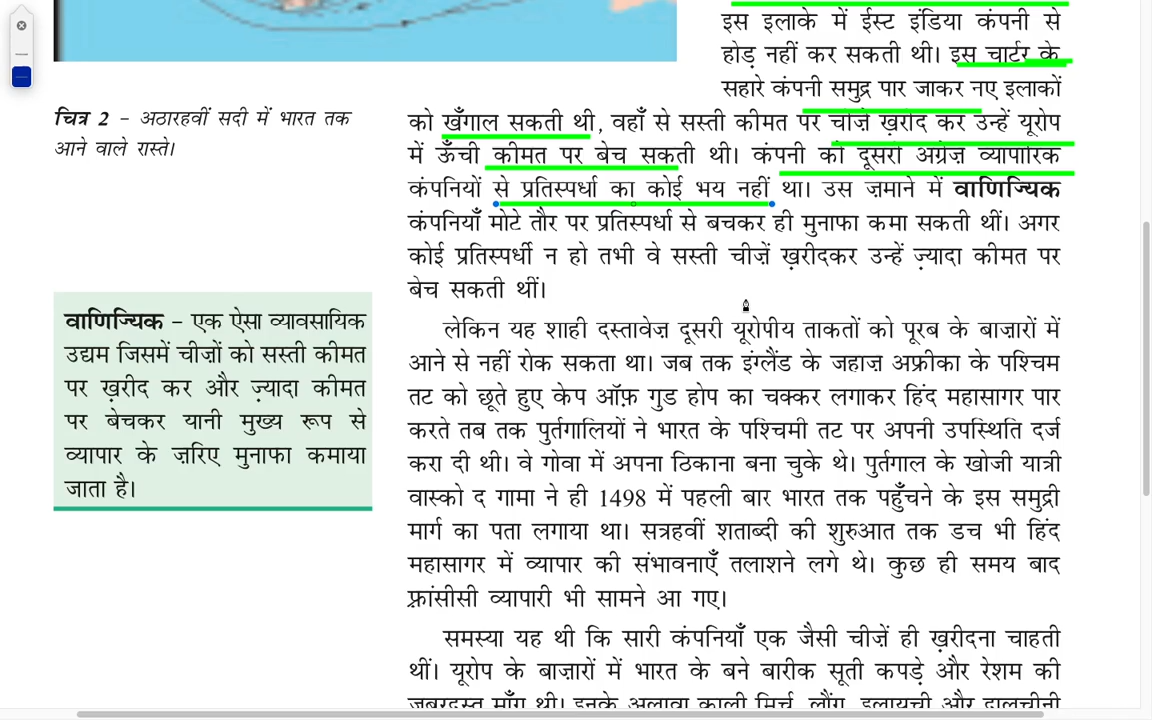 इस इलाके में ईस्ट इंडिया कंपनी से
होड़ नहीं कर सकती थी। इस चार्टर के
सहारे कंपनी समुद्र पार जाकर नए इलाकों
को खँगाल सकती थी, वहाँ से सस्ती कीमत पर चीज़ें ख़रीद कर उन्हें यूरोप
में ऊँची कीमत पर बेच सकती थी। कंपनी को दूसरी अंग्रेज़ व्यापारिक
कंपनियों से प्रतिस्पर्धा का कोई भय नहीं था। उस ज़माने में वाणिज्यिक
कंपनियाँ मोटे तौर पर प्रतिस्पर्धा से बचकर ही मुनाफा कमा सकती थीं। अगर
कोई प्रतिस्पर्धी न हो तभी वे सस्ती चीज़ें ख़रीदकर उन्हें ज़्यादा कीमत पर
बेच सकती थीं।
चित्र 2 – अठारहवीं सदी में भारत तक
आने वाले रास्ते।
वाणिज्यिक – एक ऐसा व्यावसायिक
उद्यम जिसमें चीज़ों को सस्ती कीमत
पर ख़रीद कर और ज़्यादा कीमत
पर बेचकर यानी मुख्य रूप से
व्यापार के ज़रिए मुनाफा कमाया
जाता है।
लेकिन यह शाही दस्तावेज़ दूसरी यूरोपीय ताकतों को पूरब के बाज़ारों में
आने से नहीं रोक सकता था। जब तक इंग्लैंड के जहाज़ अफ्रीका के पश्चिम
तट को छूते हुए केप ऑफ़ गुड होप का चक्कर लगाकर हिंद महासागर पार
करते तब तक पुर्तगालियों ने भारत के पश्चिमी तट पर अपनी उपस्थिति दर्ज
करा दी थी। वे गोवा में अपना ठिकाना बना चुके थे। पुर्तगाल के खोजी यात्री
वास्को द गामा ने ही 1498 में पहली बार भारत तक पहुँचने के इस समुद्री
मार्ग का पता लगाया था। सत्रहवीं शताब्दी की शुरुआत तक डच भी हिंद
महासागर में व्यापार की संभावनाएँ तलाशने लगे थे। कुछ ही समय बाद
फ़्रांसीसी व्यापारी भी सामने आ गए।
समस्या यह थी कि सारी कंपनियाँ एक जैसी चीज़ें ही ख़रीदना चाहती
थीं। यूरोप के बाज़ारों में भारत के बने बारीक सूती कपड़े और रेशम की
ज़बरदस्त माँग थी। इनके अलावा काली मिर्च, लौंग, इलायची और दालचीनी